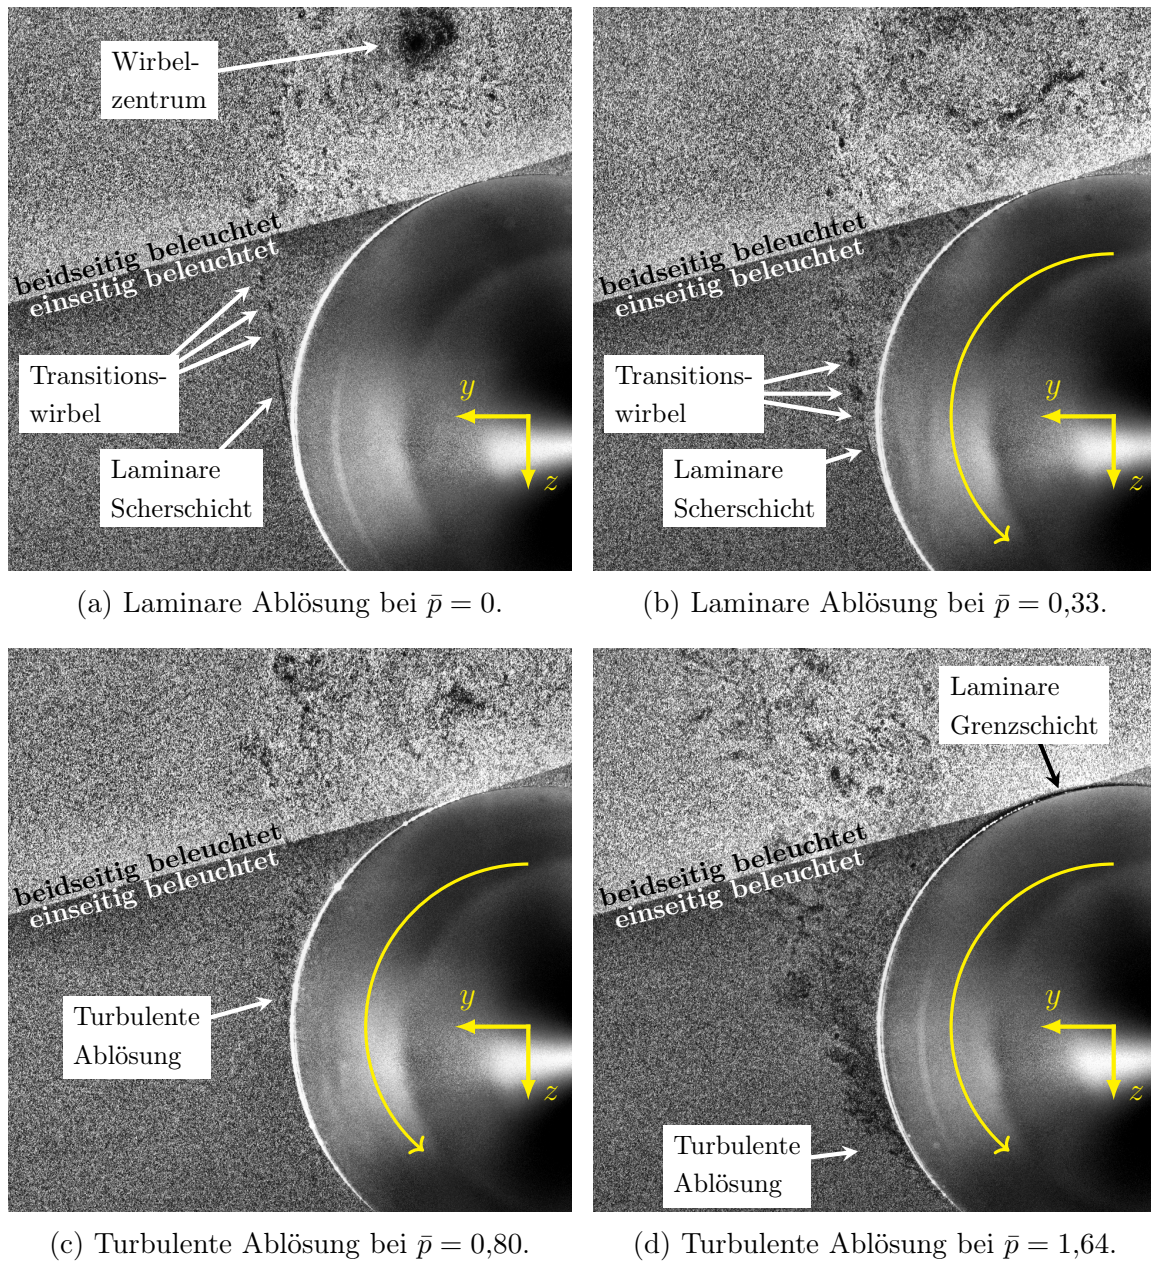 Wirbel-
zentrum
beidseitig beleuchtet
einseitig beleuchtet
Transitions-
wirbel
Laminare
Scherschicht
y
z
(a) Laminare Ablösung bei p̄ = 0.
beidseitig beleuchtet
einseitig beleuchtet
Transitions-
wirbel
Laminare
Scherschicht
y
z
(b) Laminare Ablösung bei p̄ = 0,33.
beidseitig beleuchtet
einseitig beleuchtet
Turbulente
Ablösung
y
z
(c) Turbulente Ablösung bei p̄ = 0,80.
Laminare
Grenzschicht
beidseitig beleuchtet
einseitig beleuchtet
y
z
Turbulente
Ablösung
(d) Turbulente Ablösung bei p̄ = 1,64.